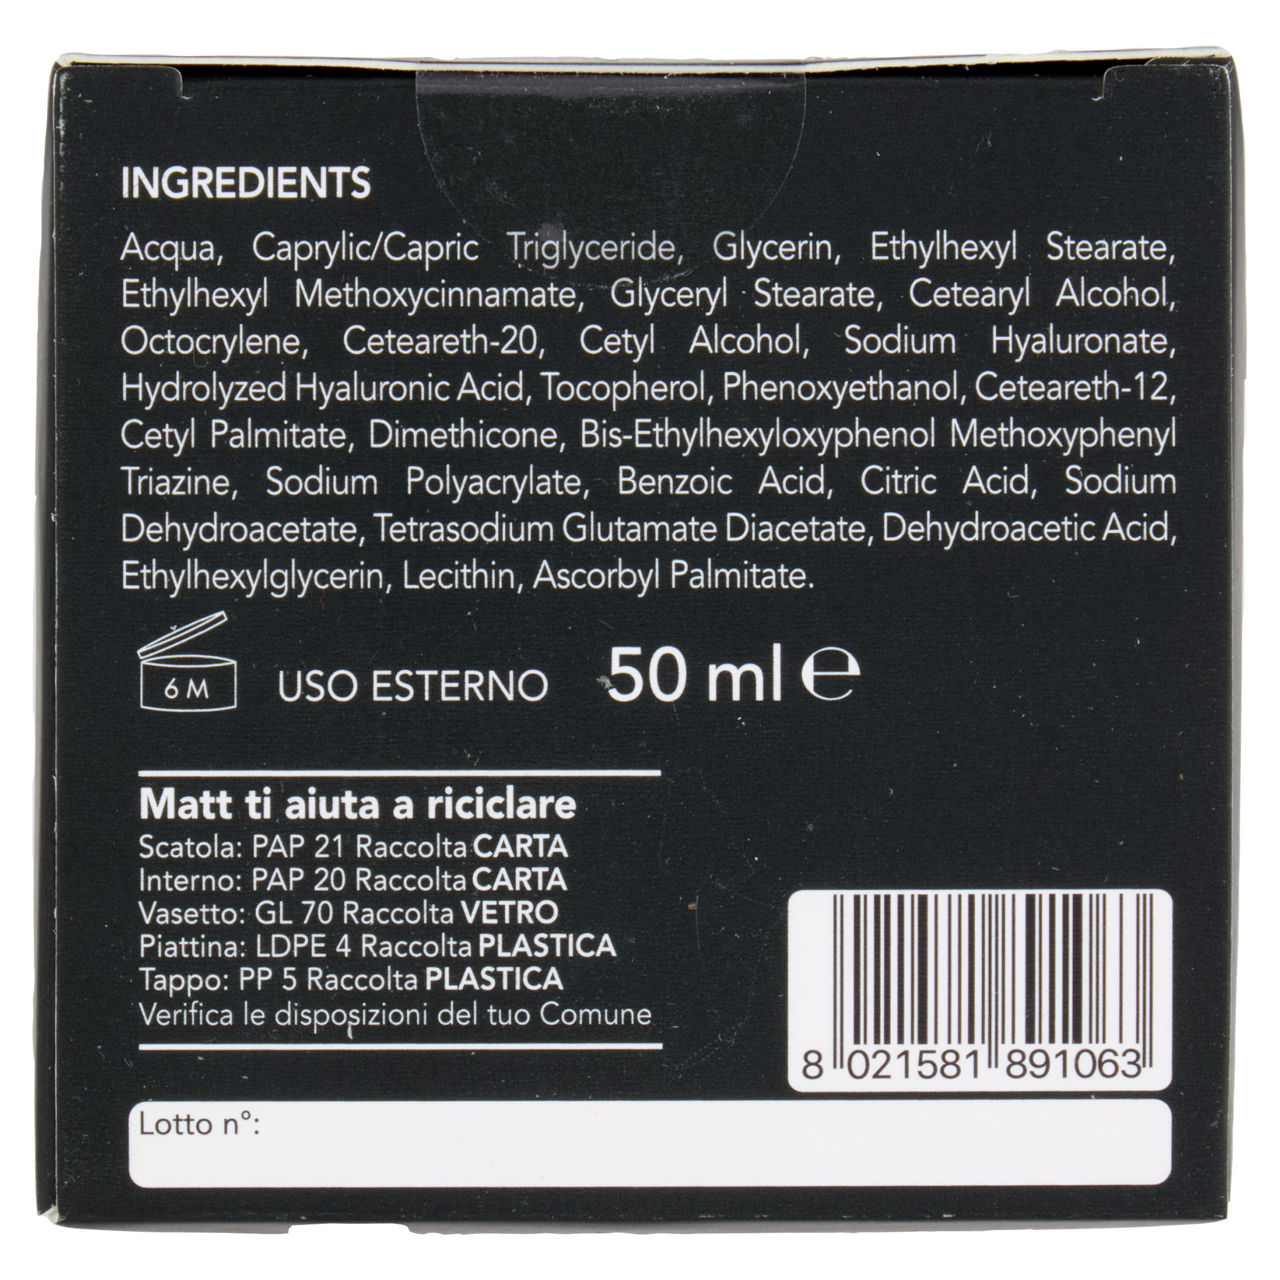 INGREDIENTS
Acqua, Caprylic/Capric Triglyceride, Glycerin, Ethylhexyl Stearate,
Ethylhexyl Methoxycinnamate, Glyceryl Stearate, Cetearyl Alcohol,
Octocrylene, Ceteareth-20, Cetyl Alcohol, Sodium Hyaluronate,
Hydrolyzed Hyaluronic Acid, Tocopherol, Phenoxyethanol, Ceteareth-12,
Cetyl Palmitate, Dimethicone, Bis-Ethylhexyloxyphenol Methoxyphenyl
Triazine, Sodium Polyacrylate, Benzoic Acid, Citric Acid, Sodium
Dehydroacetate, Tetrasodium Glutamate Diacetate, Dehydroacetic Acid,
Ethylhexylglycerin, Lecithin, Ascorbyl Palmitate.
6 M USO ESTERNO 50 ml ℮
Matt ti aiuta a riciclare
Scatola: PAP 21 Raccolta CARTA
Interno: PAP 20 Raccolta CARTA
Vasetto: GL 70 Raccolta VETRO
Piattina: LDPE 4 Raccolta PLASTICA
Tappo: PP 5 Raccolta PLASTICA
Verifica le disposizioni del tuo Comune
8 021581 891063
Lotto n°: